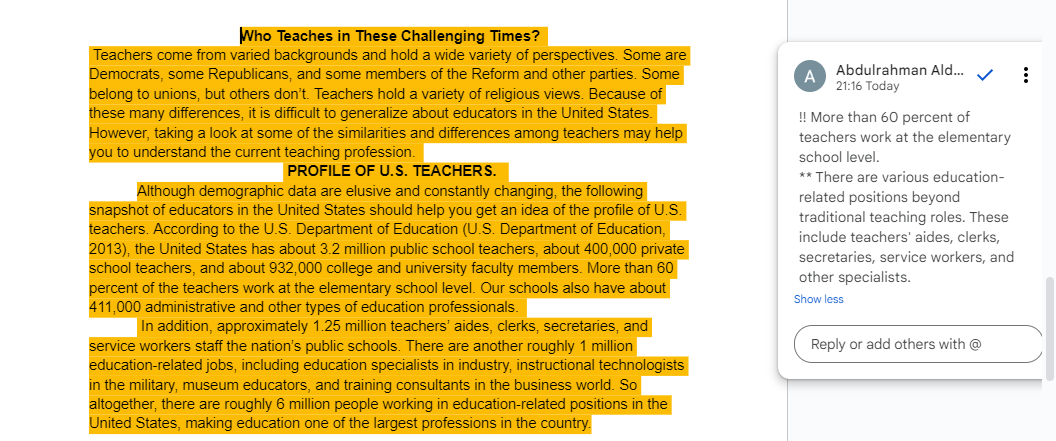 Who Teaches in These Challenging Times?
Teachers come from varied backgrounds and hold a wide variety of perspectives. Some are
Democrats, some Republicans, and some members of the Reform and other parties. Some
belong to unions, but others don't. Teachers hold a variety of religious views. Because of
these many differences, it is difficult to generalize about educators in the United States.
However, taking a look at some of the similarities and differences among teachers may help
you to understand the current teaching profession.
PROFILE OF U.S. TEACHERS.
Although demographic data are elusive and constantly changing, the following
snapshot of educators in the United States should help you get an idea of the profile of U.S.
teachers. According to the U.S. Department of Education (U.S. Department of Education,
2013), the United States has about 3.2 million public school teachers, about 400,000 private
school teachers, and about 932,000 college and university faculty members. More than 60
percent of the teachers work at the elementary school level. Our schools also have about
411,000 administrative and other types of education professionals.
In addition, approximately 1.25 million teachers' aides, clerks, secretaries, and
service workers staff the nation's public schools. There are another roughly 1 million
education-related jobs, including education specialists in industry, instructional technologists
in the military, museum educators, and training consultants in the business world. So
altogether, there are roughly 6 million people working in education-related positions in the
United States, making education one of the largest professions in the country.
A
Abdulrahman Ald...
21:16 Today
!! More than 60 percent of
teachers work at the elementary
school level.
** There are various education-
related positions beyond
traditional teaching roles. These
include teachers' aides, clerks,
secretaries, service workers, and
other specialists.
Show less
Reply or add others with @